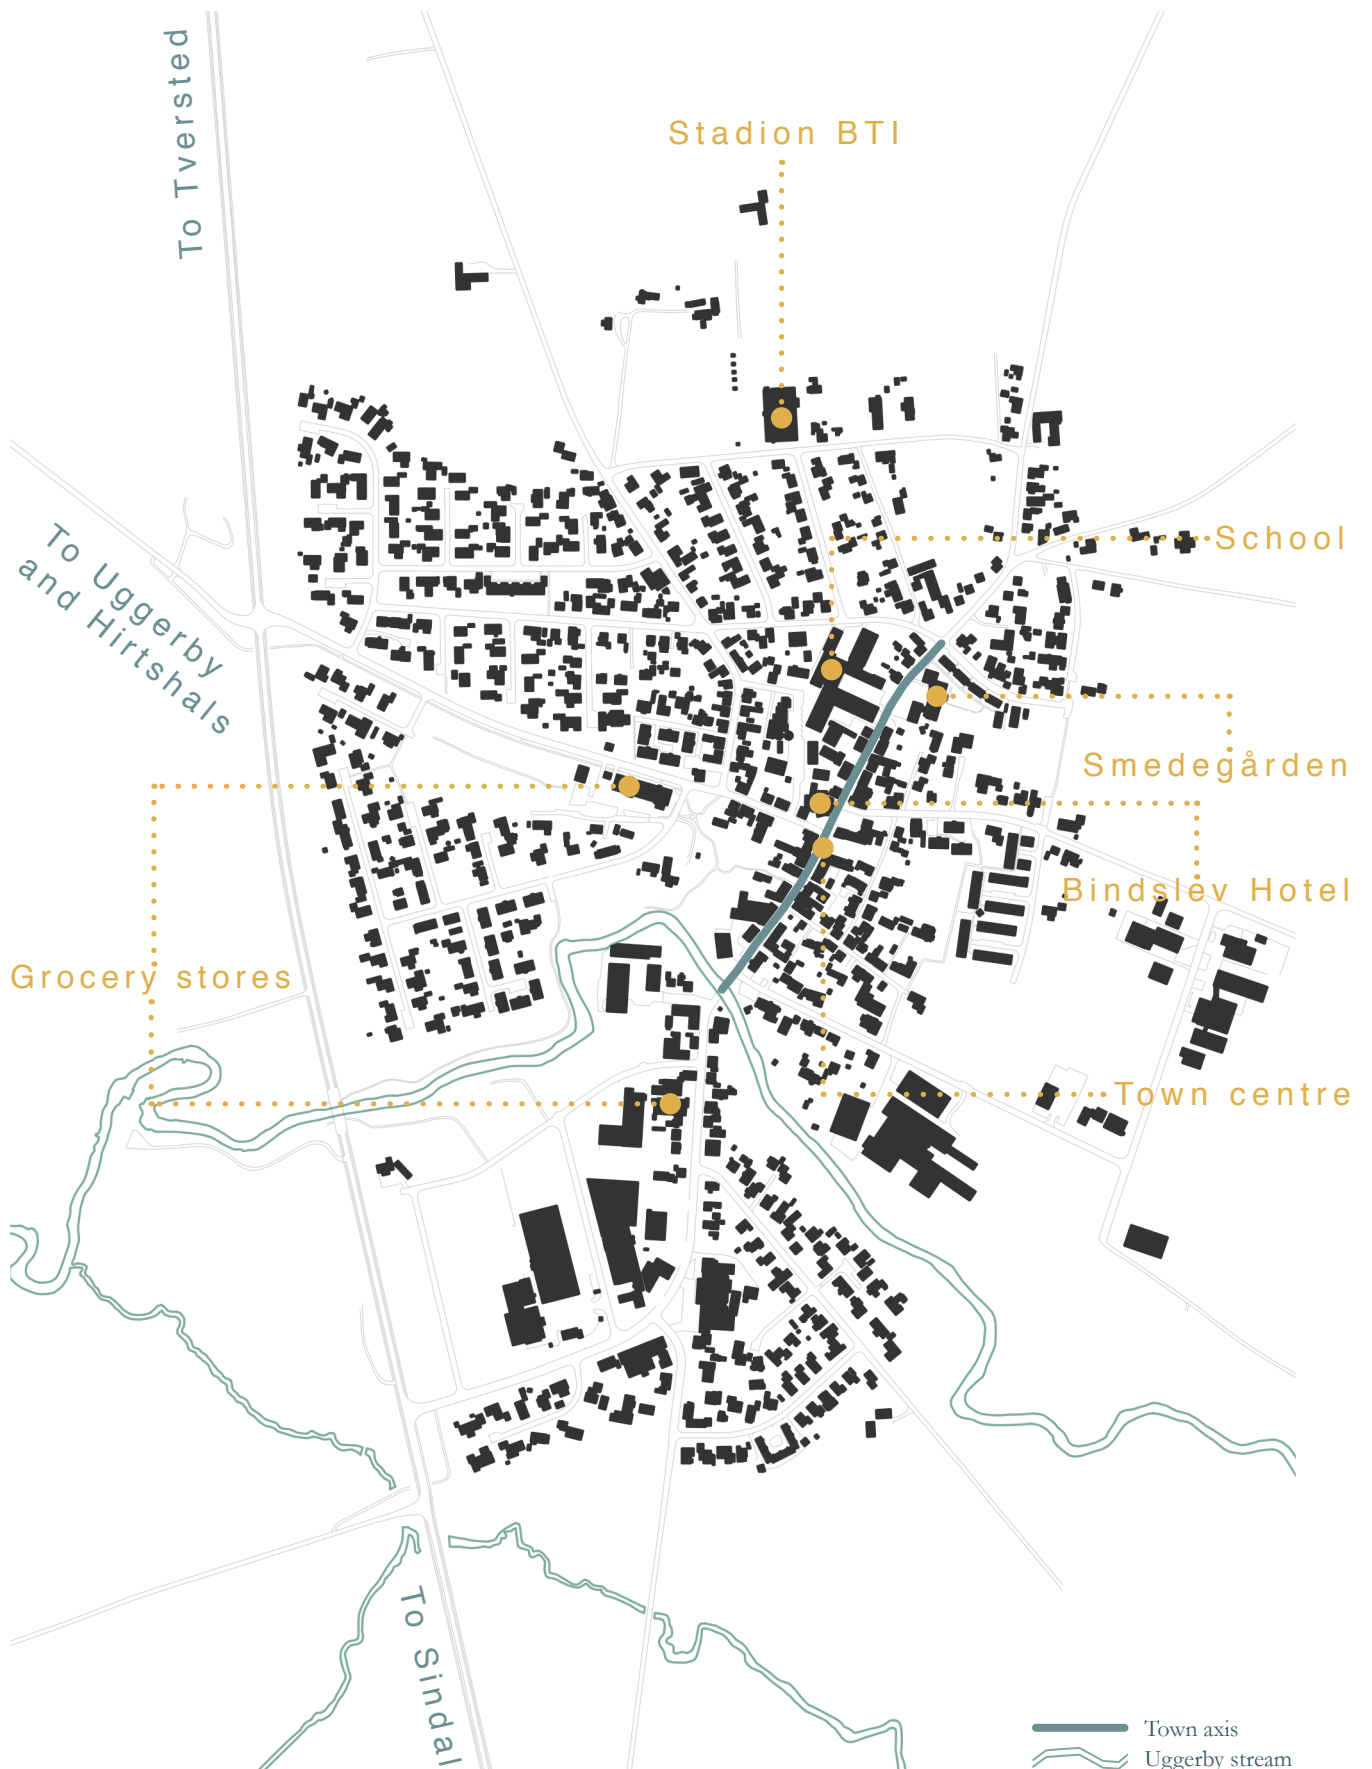 To Tversted
Stadion BTI
School
To Uggerby
and Hirtshals
Smedegården
Bindslev Hotel
Grocery stores
Town centre
To Sindal
Town axis
Uggerby stream